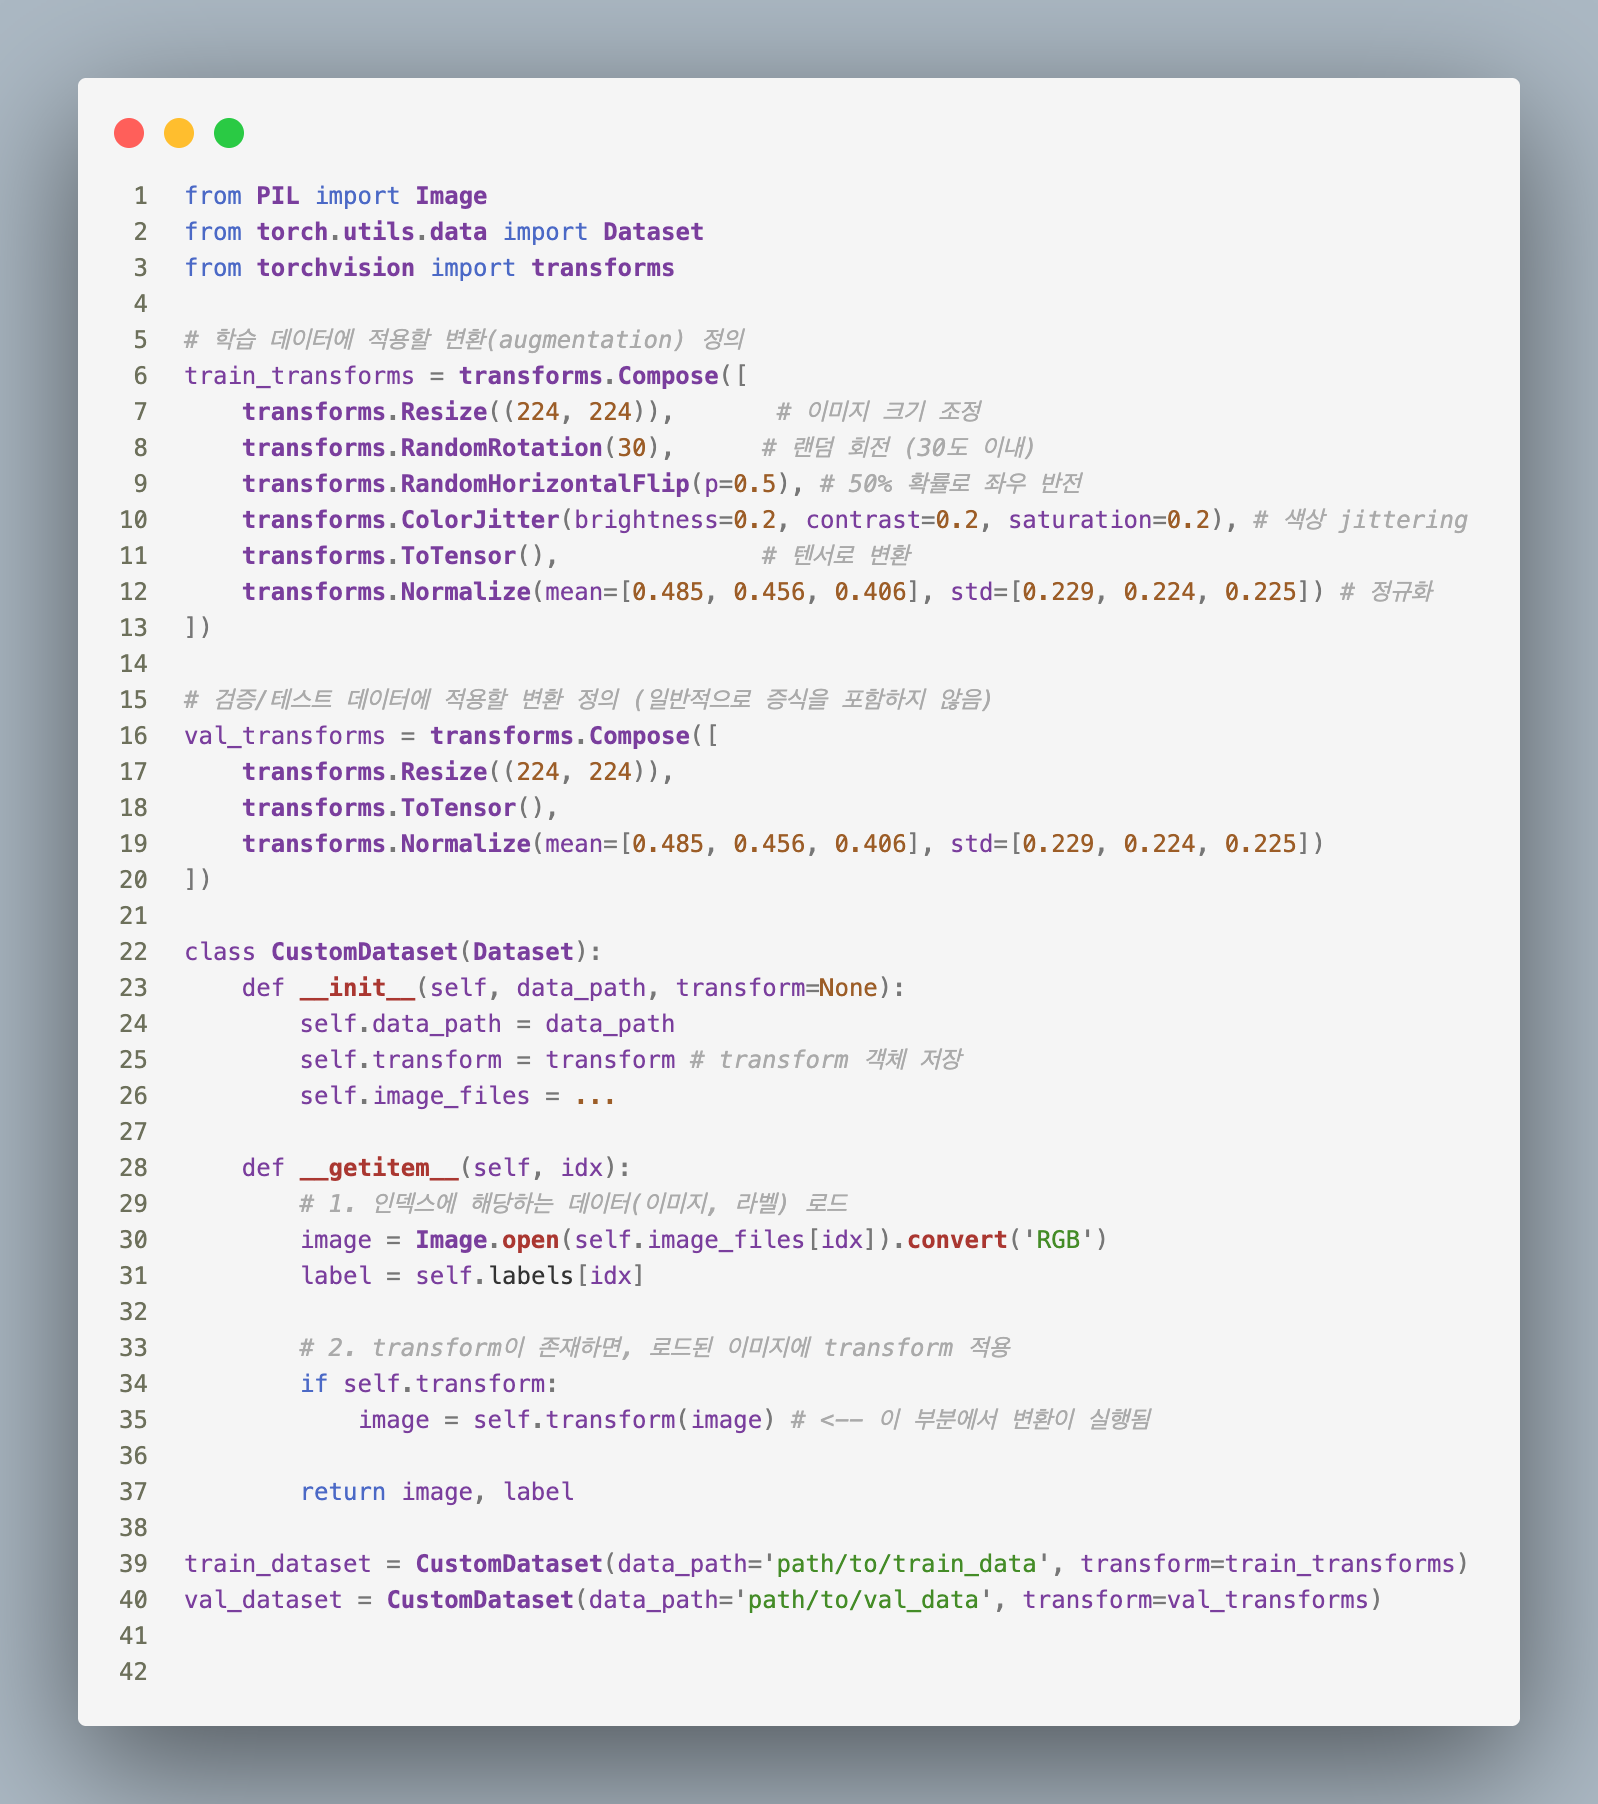 1 from PIL import Image
2 from torch.utils.data import Dataset
3 from torchvision import transforms
4
5 # 학습 데이터에 적용할 변환(augmentation) 정의
6 train_transforms = transforms.Compose([
7     transforms.Resize((224, 224)),       # 이미지 크기 조정
8     transforms.RandomRotation(30),      # 랜덤 회전 (30도 이내)
9     transforms.RandomHorizontalFlip(p=0.5), # 50% 확률로 좌우 반전
10     transforms.ColorJitter(brightness=0.2, contrast=0.2, saturation=0.2), # 색상 jittering
11     transforms.ToTensor(),              # 텐서로 변환
12     transforms.Normalize(mean=[0.485, 0.456, 0.406], std=[0.229, 0.224, 0.225]) # 정규화
13 ])
14
15 # 검증/테스트 데이터에 적용할 변환 정의 (일반적으로 증식을 포함하지 않음)
16 val_transforms = transforms.Compose([
17     transforms.Resize((224, 224)),
18     transforms.ToTensor(),
19     transforms.Normalize(mean=[0.485, 0.456, 0.406], std=[0.229, 0.224, 0.225])
20 ])
21
22 class CustomDataset(Dataset):
23     def __init__(self, data_path, transform=None):
24         self.data_path = data_path
25         self.transform = transform # transform 객체 저장
26         self.image_files = ...
27
28     def __getitem__(self, idx):
29         # 1. 인덱스에 해당하는 데이터(이미지, 라벨) 로드
30         image = Image.open(self.image_files[idx]).convert('RGB')
31         label = self.labels[idx]
32
33         # 2. transform이 존재하면, 로드된 이미지에 transform 적용
34         if self.transform:
35             image = self.transform(image) # <-- 이 부분에서 변환이 실행됨
36
37         return image, label
38
39 train_dataset = CustomDataset(data_path='path/to/train_data', transform=train_transforms)
40 val_dataset = CustomDataset(data_path='path/to/val_data', transform=val_transforms)
41
42